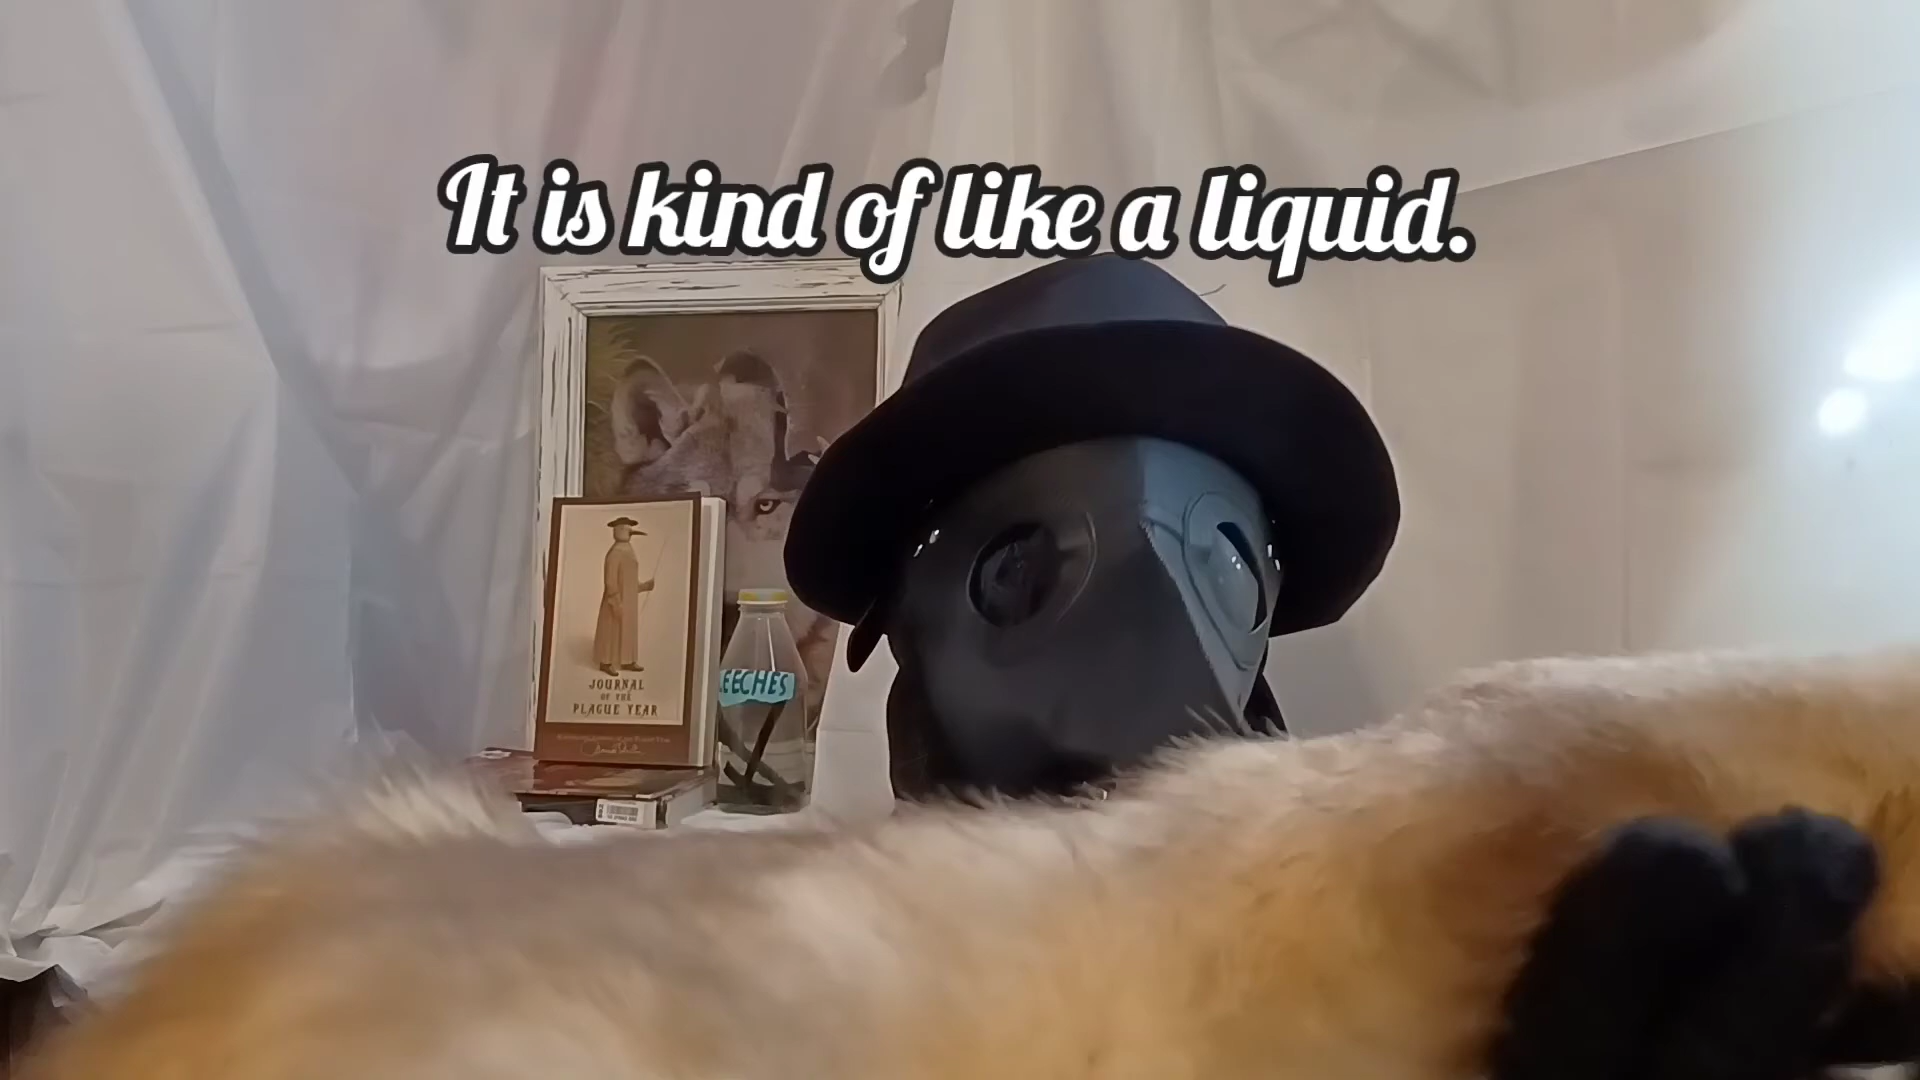 It is kind of like a liquid.
JOURNAL
OF THE
PLAGUE YEAR
EECHES